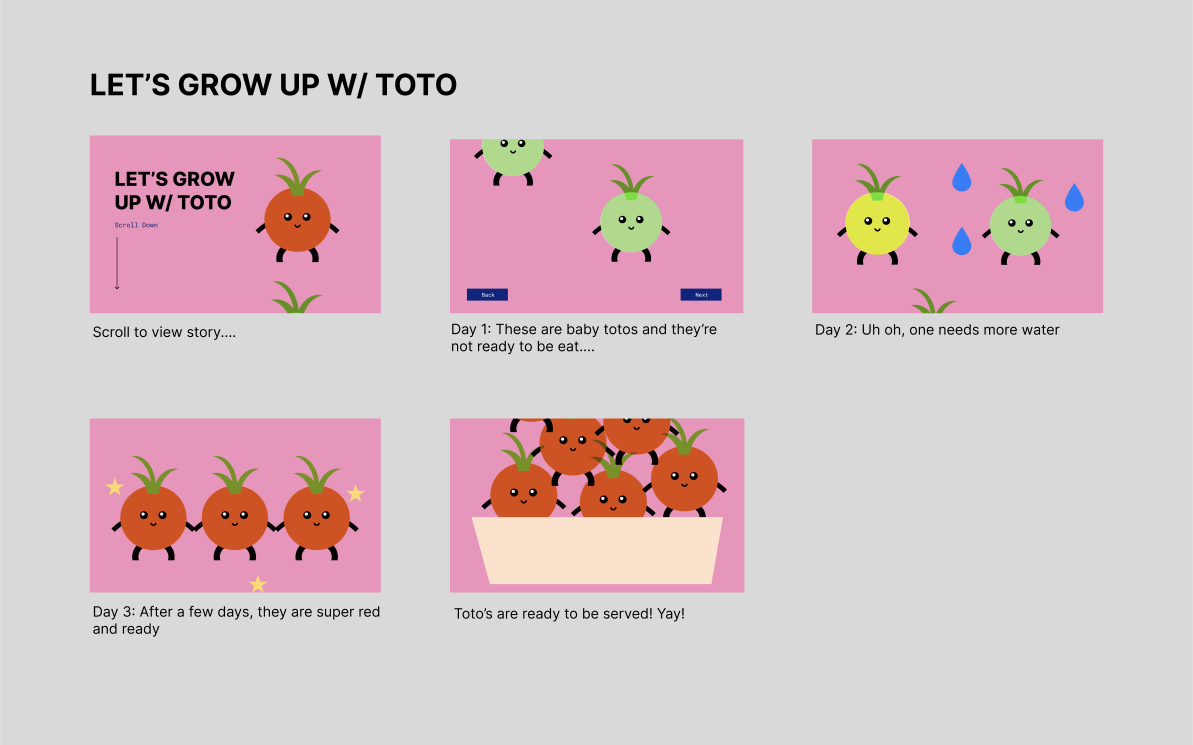 LET’S GROW UP W/ TOTO
LET’S GROW
UP W/ TOTO
Scroll Down
Scroll to view story....
Back
Next
Day 1: These are baby totos and they’re
not ready to be eat....
Day 2: Uh oh, one needs more water
Day 3: After a few days, they are super red
and ready
Toto’s are ready to be served! Yay!